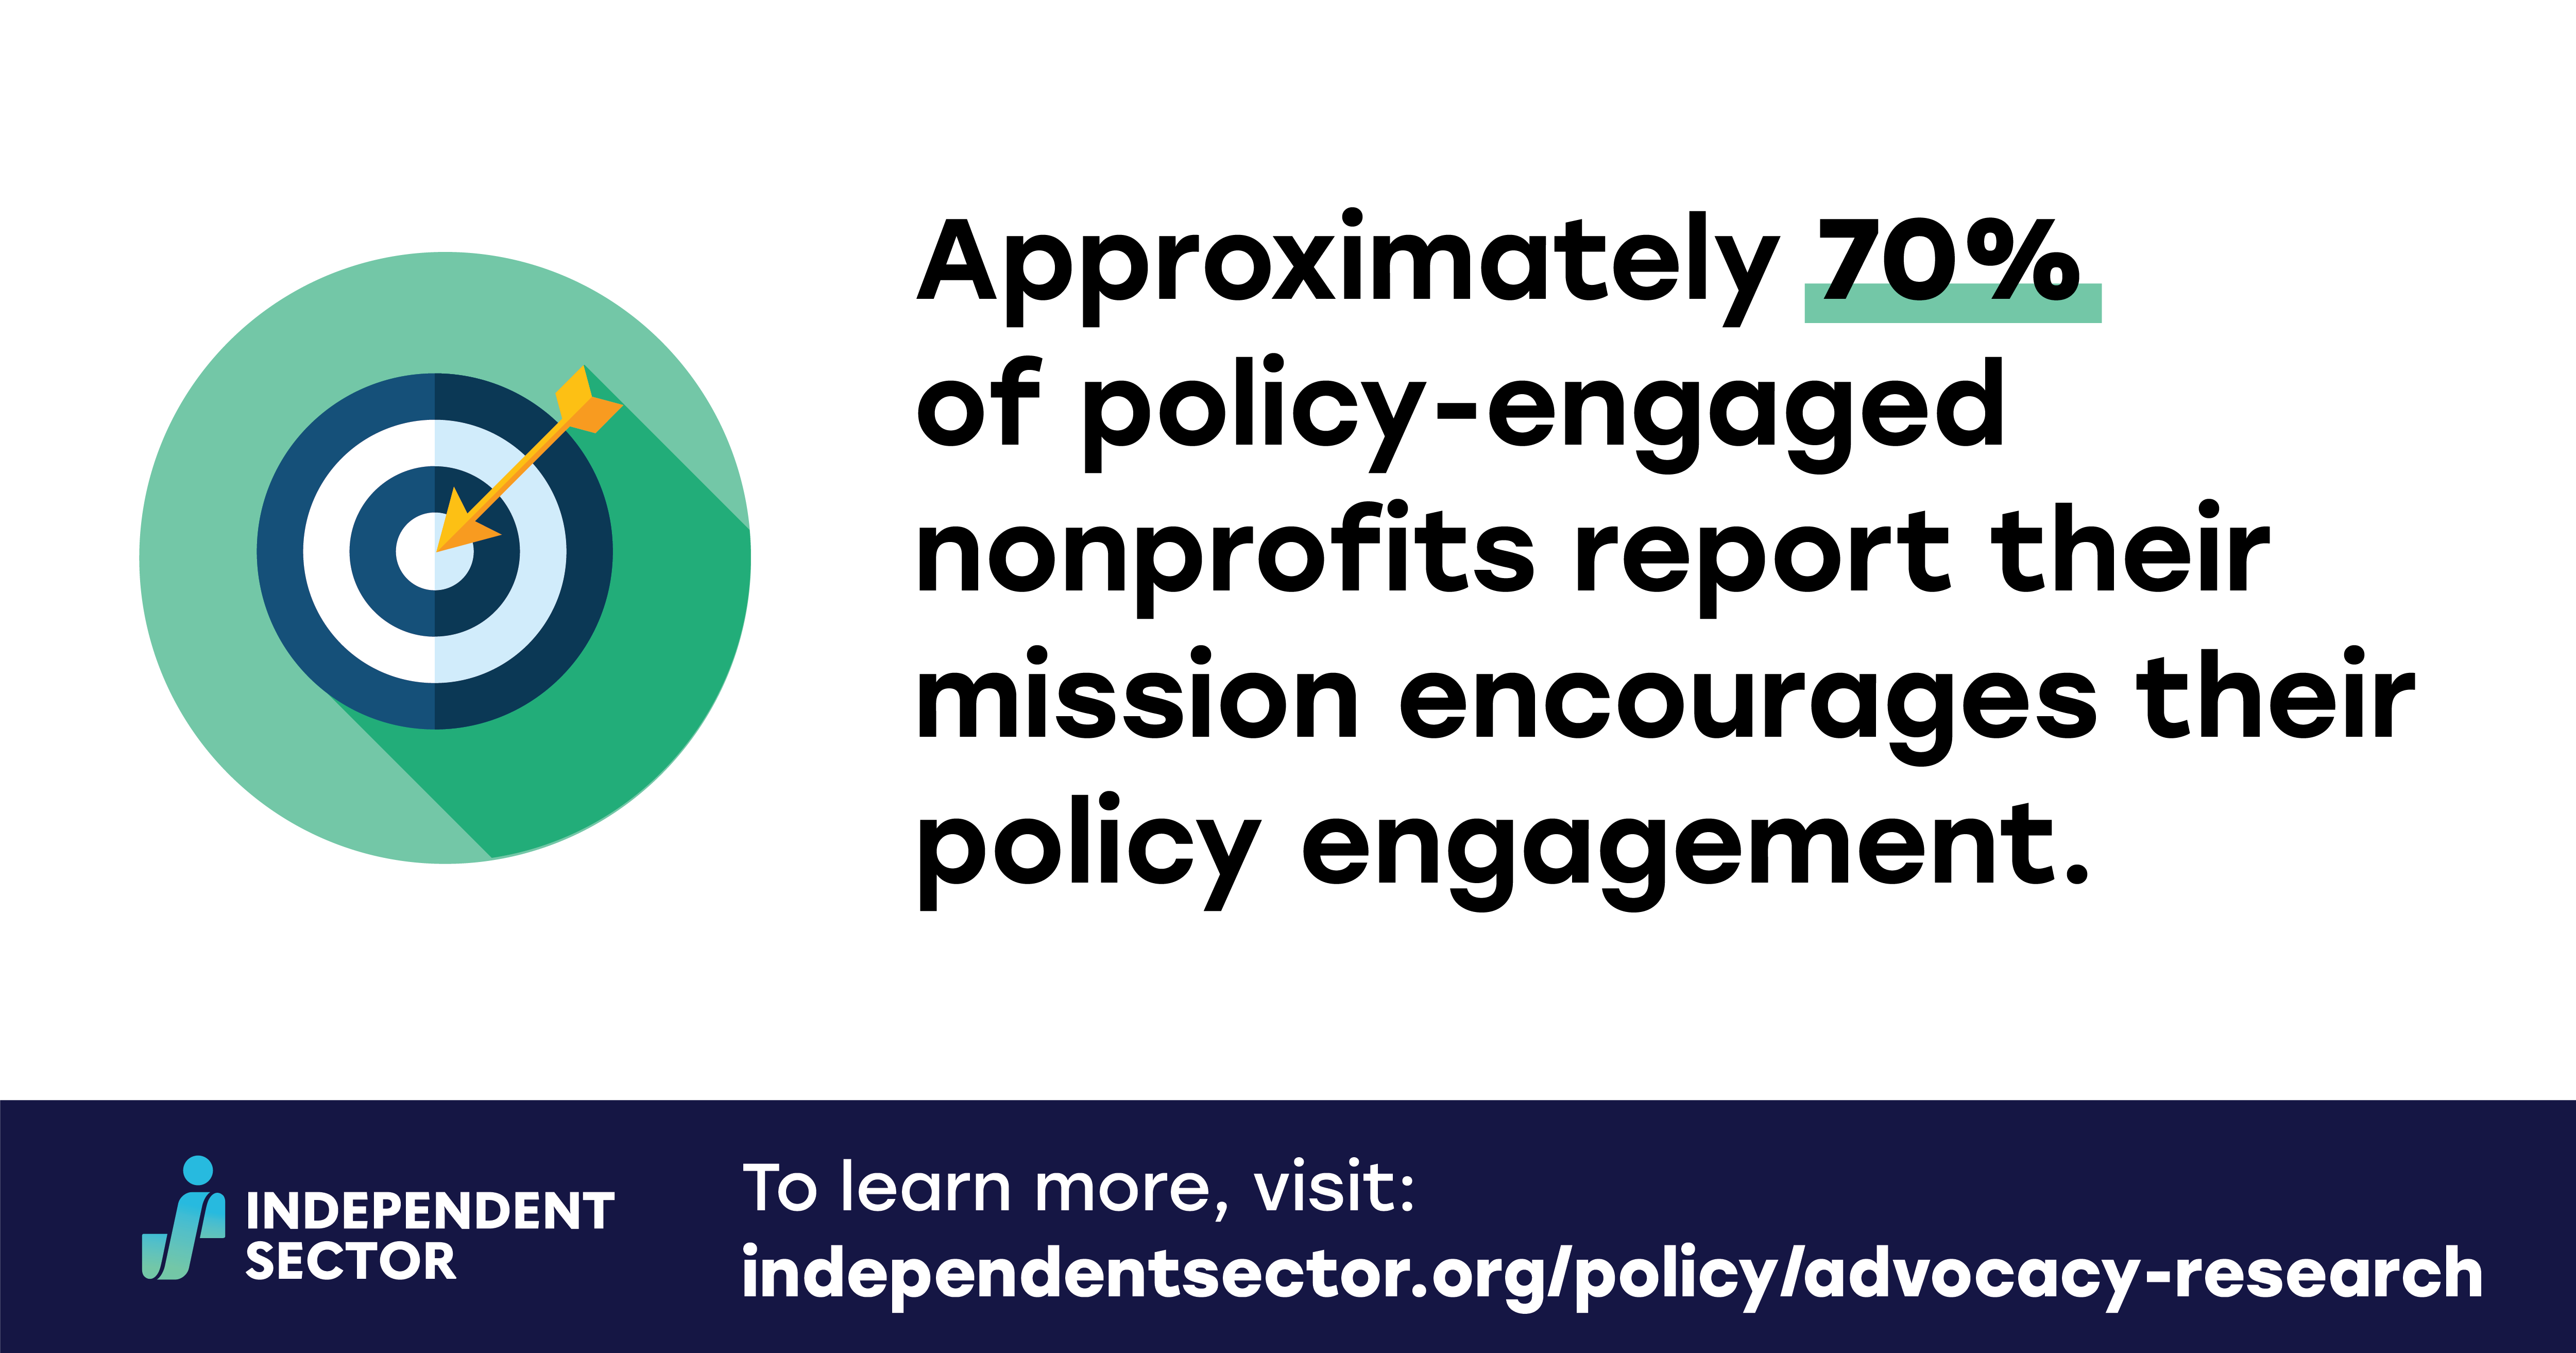 Approximately 70%
of policy-engaged
nonprofits report their
mission encourages their
policy engagement.
INDEPENDENT
SECTOR
To learn more, visit:
independentsector.org/policy/advocacy-research